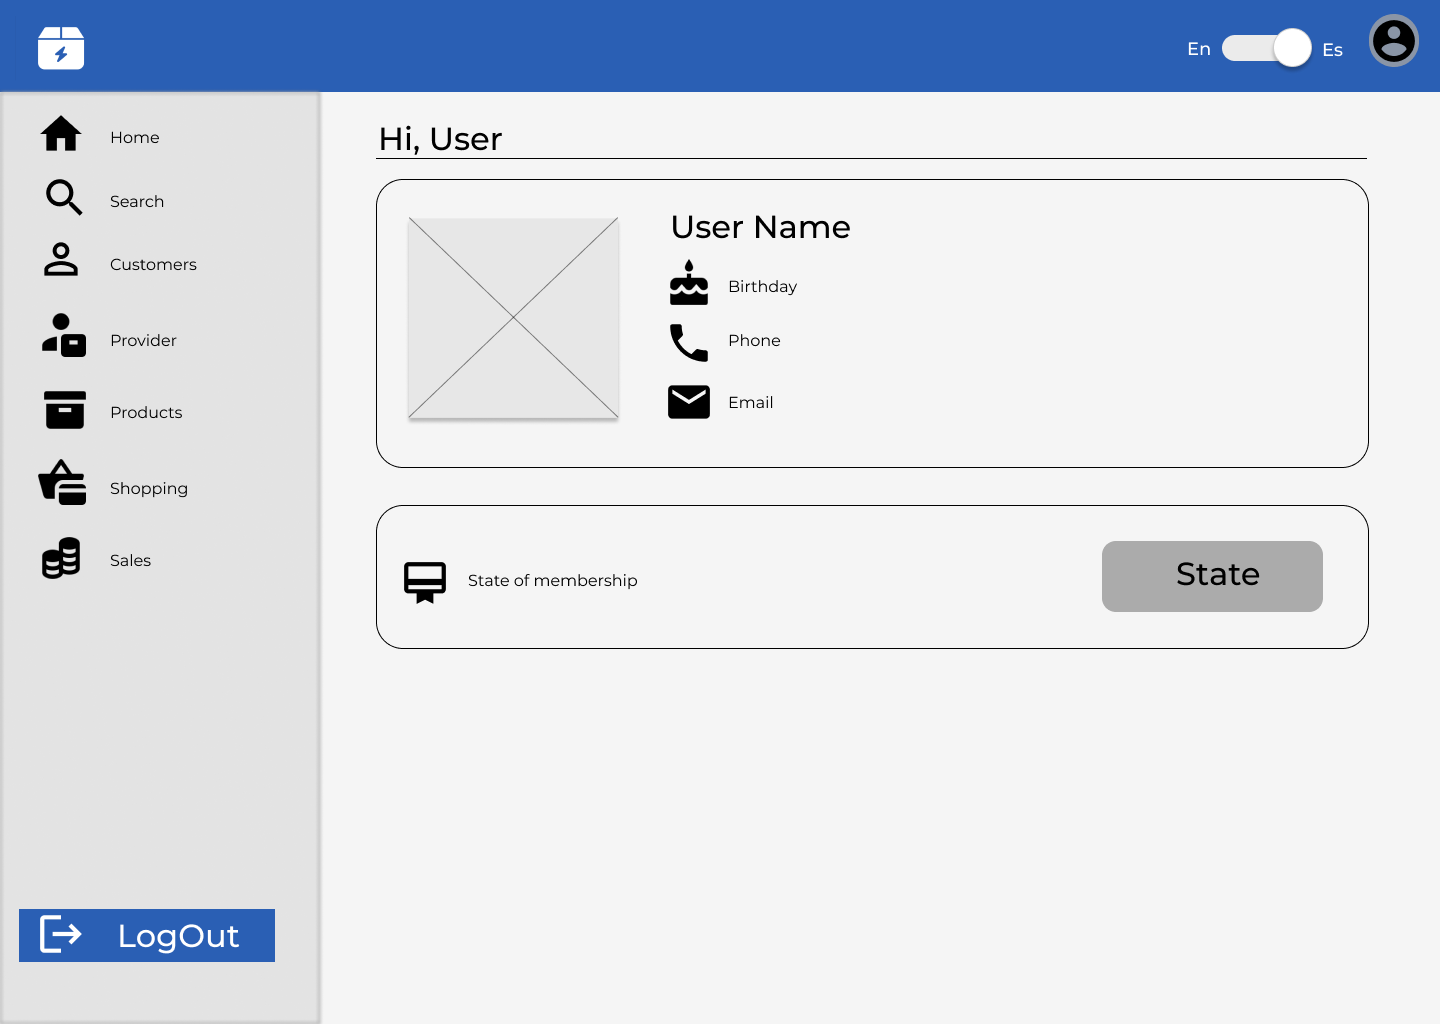 En
Es
Home
Search
Customers
Provider
Products
Shopping
Sales
LogOut
Hi, User
User Name
Birthday
Phone
Email
State of membership
State